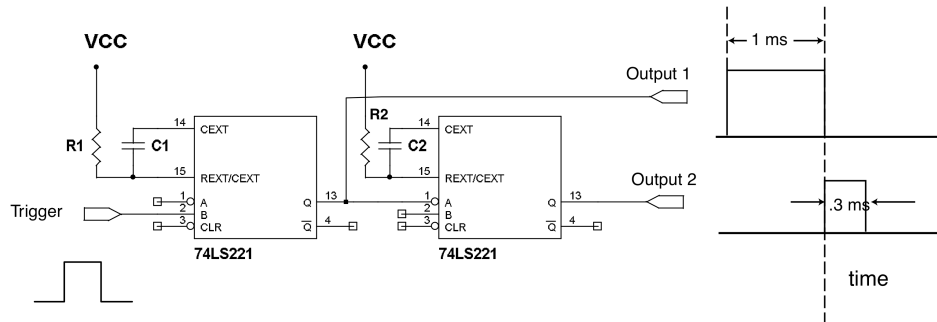 VCC
VCC
1 ms
Output 1
R1
C1
14
CEXT
15
REXT/CEXT
1
A
2
B
3
CLR
Q
13
Q
4
74LS221
R2
C2
14
CEXT
15
REXT/CEXT
1
A
2
B
3
CLR
Q
13
Q
4
74LS221
Output 2
Trigger
.3 ms
time